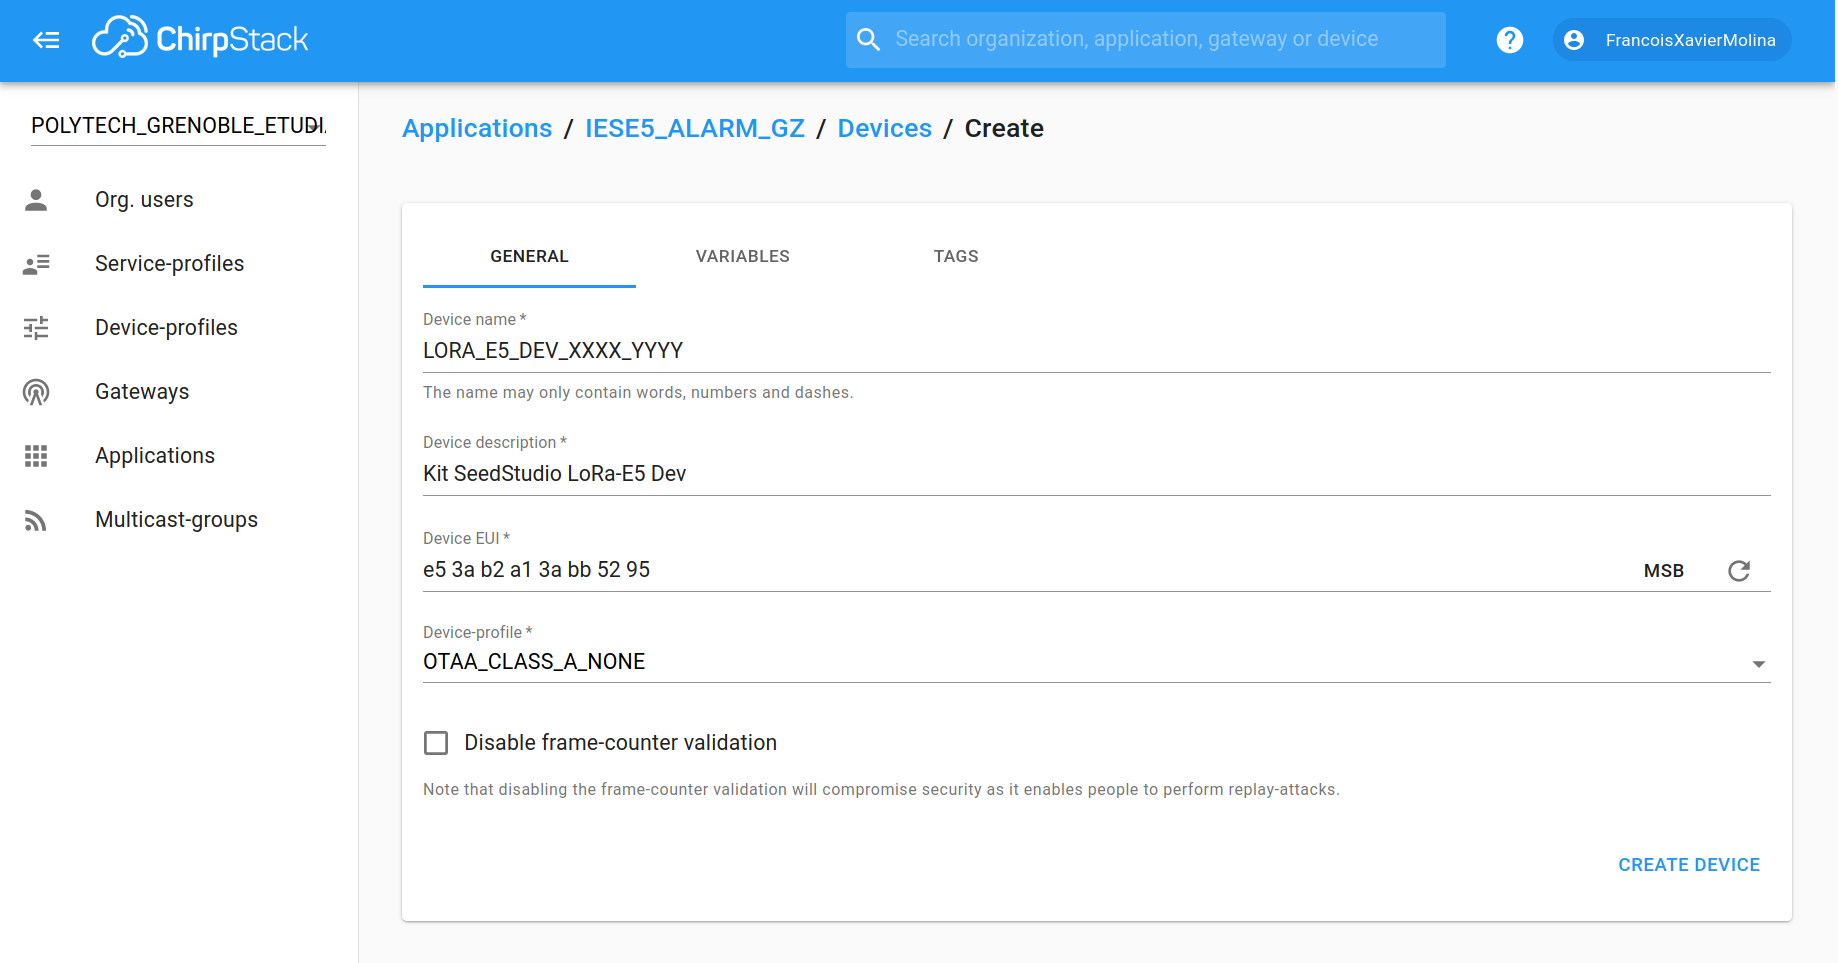 ChirpStack
Search organization, application, gateway or device
?
FrancoisXavierMolina
POLYTECH_GRENOBLE_ETUDI
Org. users
Service-profiles
Device-profiles
Gateways
Applications
Multicast-groups
Applications / IESE5_ALARM_GZ / Devices / Create
GENERAL VARIABLES TAGS
Device name *
LORA_E5_DEV_XXXX_YYYY
The name may only contain words, numbers and dashes.
Device description *
Kit SeedStudio LoRa-E5 Dev
Device EUI *
e5 3a b2 a1 3a bb 52 95 MSB
Device-profile *
OTAA_CLASS_A_NONE
Disable frame-counter validation
Note that disabling the frame-counter validation will compromise security as it enables people to perform replay-attacks.
CREATE DEVICE